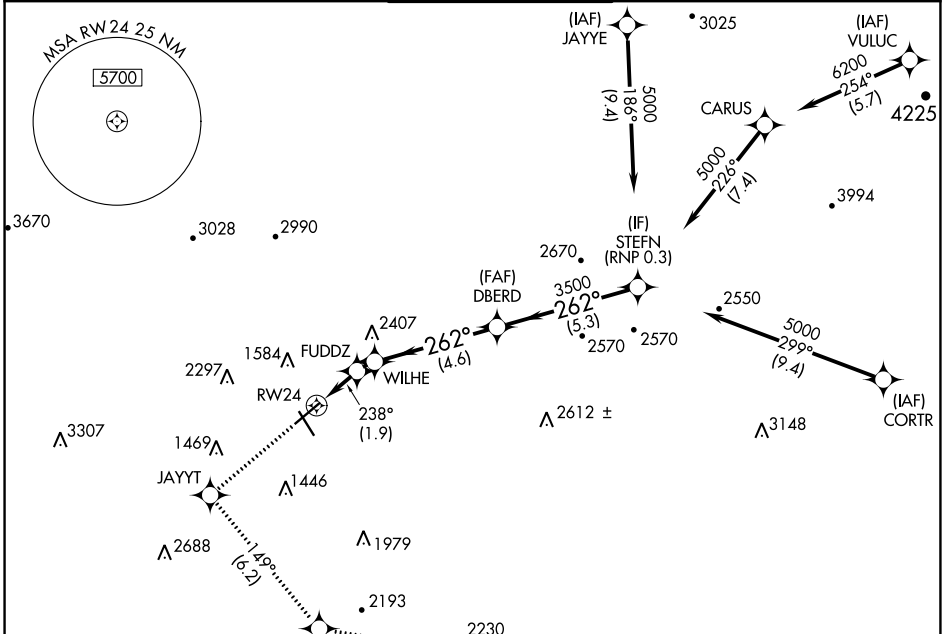 MSA RW24 25 NM
5700
(IAF)
JAYYE
3025
(IAF)
VULUC
6200
254°
(5.7)
4225
5000
186°
(9.4)
CARUS
5000
226°
(7.4)
3994
3670
3028
2990
(IF)
STEFN
(RNP 0.3)
2670
(FAF)
DBERD
3500
262°
(5.3)
2550
2570
2570
5000
299°
(9.4)
(IAF)
CORTR
2407
262°
(4.6)
FUDDZ
1584
WILHE
2297
RW24
238°
(1.9)
2612 ±
3148
3307
1469
JAYYT
1446
2688
149°
(6.2)
1979
2193
2230